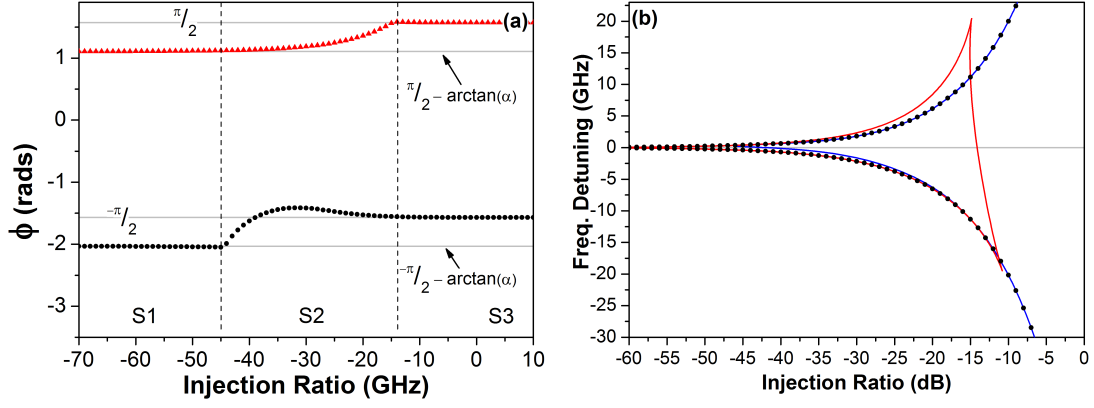 (a)
π/2
π/2 – arctan(α)
-π/2
-π/2 – arctan(α)
S1 S2 S3
1
0
-1
-2
-3
ϕ (rads)
-70 -60 -50 -40 -30 -20 -10 0 10
Injection Ratio (GHz)
(b)
20
15
10
5
0
-5
-10
-15
-20
-25
-30
Freq. Detuning (GHz)
-60 -55 -50 -45 -40 -35 -30 -25 -20 -15 -10 -5 0
Injection Ratio (dB)